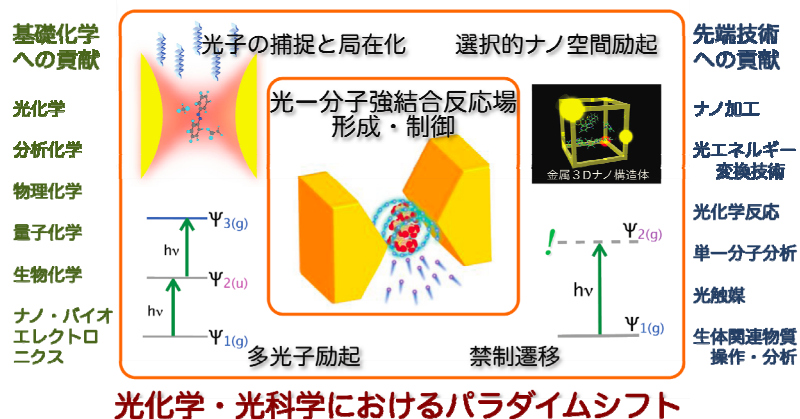 基礎化学
への貢献
光化学
分析化学
物理化学
量子化学
生物化学
ナノ・バイオ
エレクトロ
ニクス
光子の捕捉と局在化
選択的ナノ空間励起
光ー分子強結合反応場
形成・制御
金属３Dナノ構造体
Ψ3(g)
hν
Ψ2(u)
hν
Ψ1(g)
多光子励起
!
Ψ2(g)
hν
Ψ1(g)
禁制遷移
先端技術
への貢献
ナノ加工
光エネルギー
変換技術
光化学反応
単一分子分析
光触媒
生体関連物質
操作・分析
光化学・光科学におけるパラダイムシフト